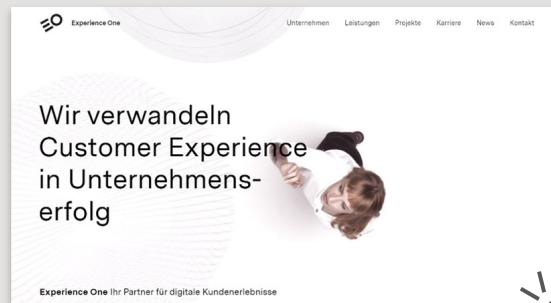 Experience One
Unternehmen Leistungen Projekte Karriere News Kontakt
Wir verwandeln
Customer Experience
in Unternehmens-
erfolg
Experience One Ihr Partner für digitale Kundenerlebnisse